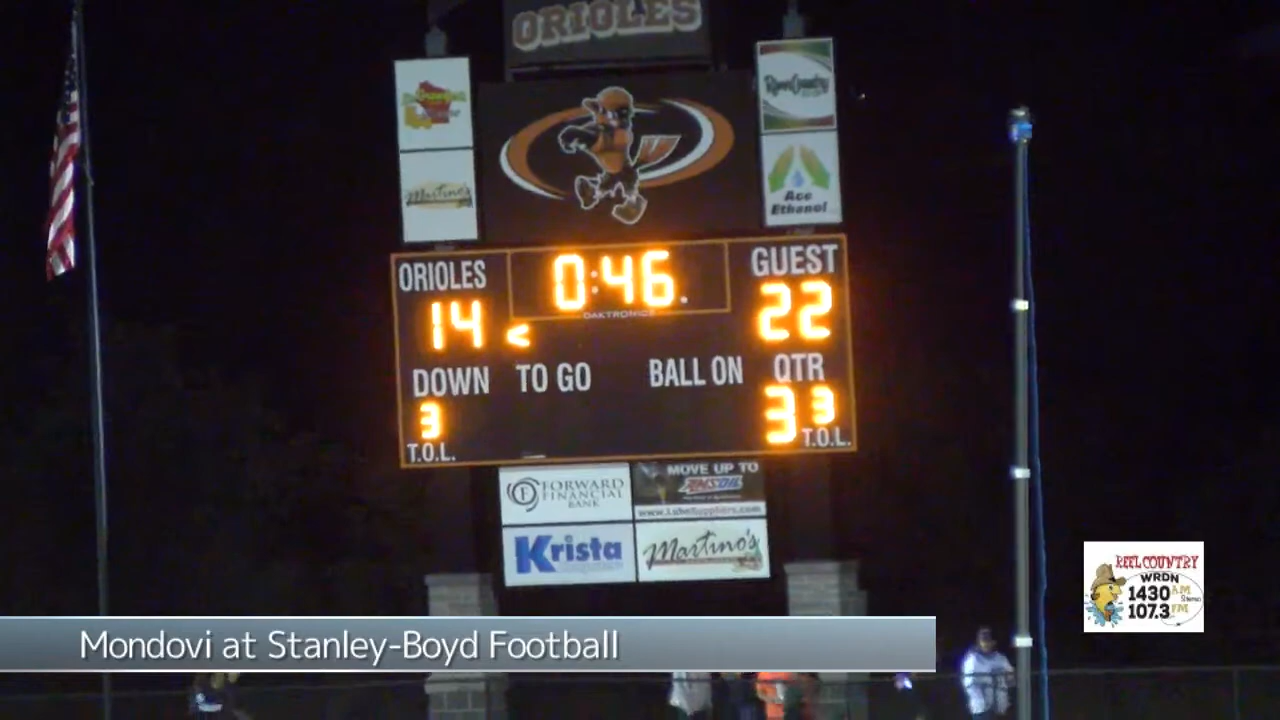 ORIOLES
Martino's
Ace
Ethanol
ORIOLES
0:46.
GUEST
14 <
DAKTRONICS
22
DOWN TO GO BALL ON QTR
3
3 3
T.O.L.
T.O.L.
FORWARD
FINANCIAL
BANK
MOVE UP TO
AMSOIL
Krista
Martino's
REEL COUNTRY
WRDN
1430 AM
107.3 FM
Mondovi at Stanley-Boyd Football